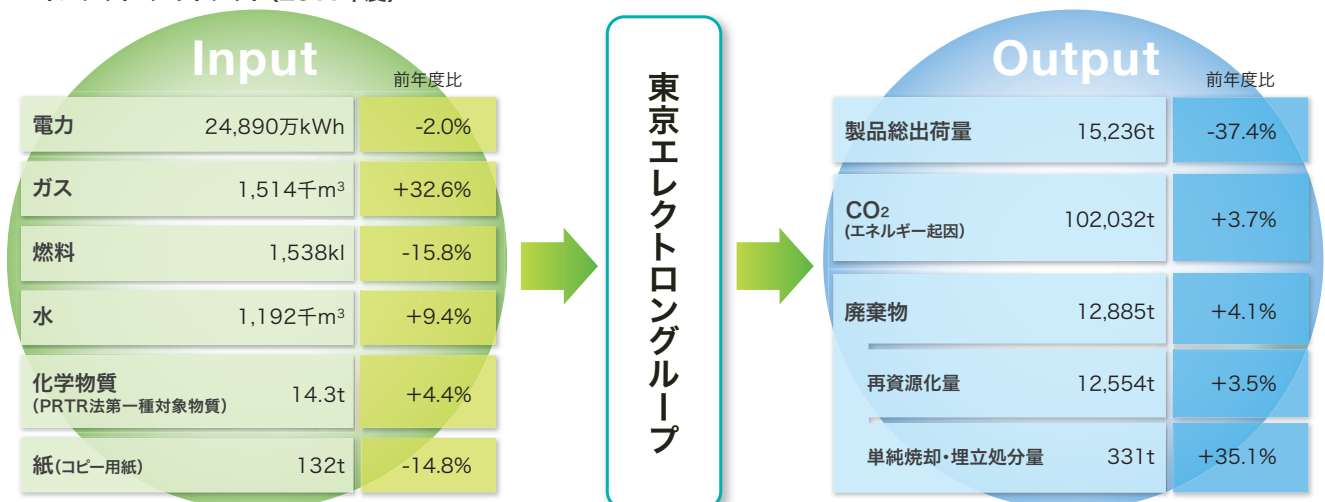 Input
前年度比
電力 24,890万kWh -2.0%
ガス 1,514千m³ +32.6%
燃料 1,538kl -15.8%
水 1,192千m³ +9.4%
化学物質
(PRTR法第一種対象物質) 14.3t +4.4%
紙(コピー用紙) 132t -14.8%
東京エレクトロングループ
Output
前年度比
製品総出荷量 15,236t -37.4%
CO₂
(エネルギー起因) 102,032t +3.7%
廃棄物 12,885t +4.1%
再資源化量 12,554t +3.5%
単純焼却・埋立処分量 331t +35.1%